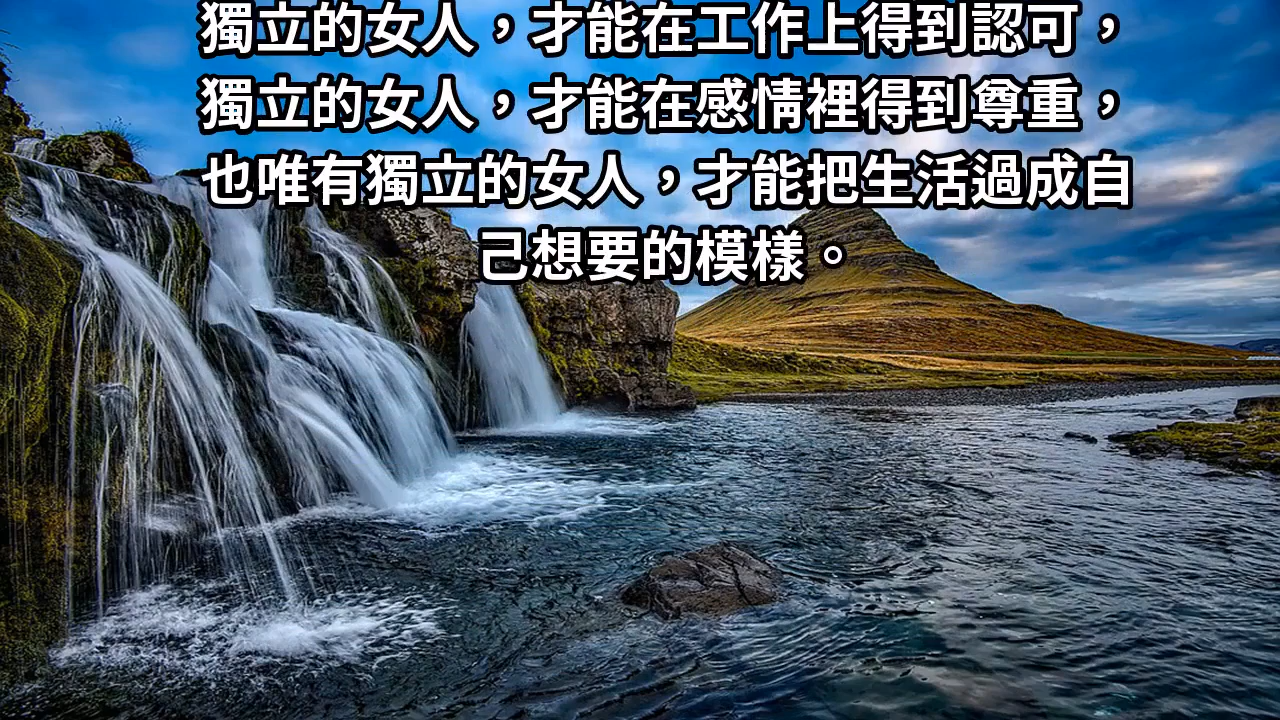 獨立的女人，才能在工作上得到認可，
獨立的女人，才能在感情裡得到尊重，
也唯有獨立的女人，才能把生活過成自
己想要的模樣。